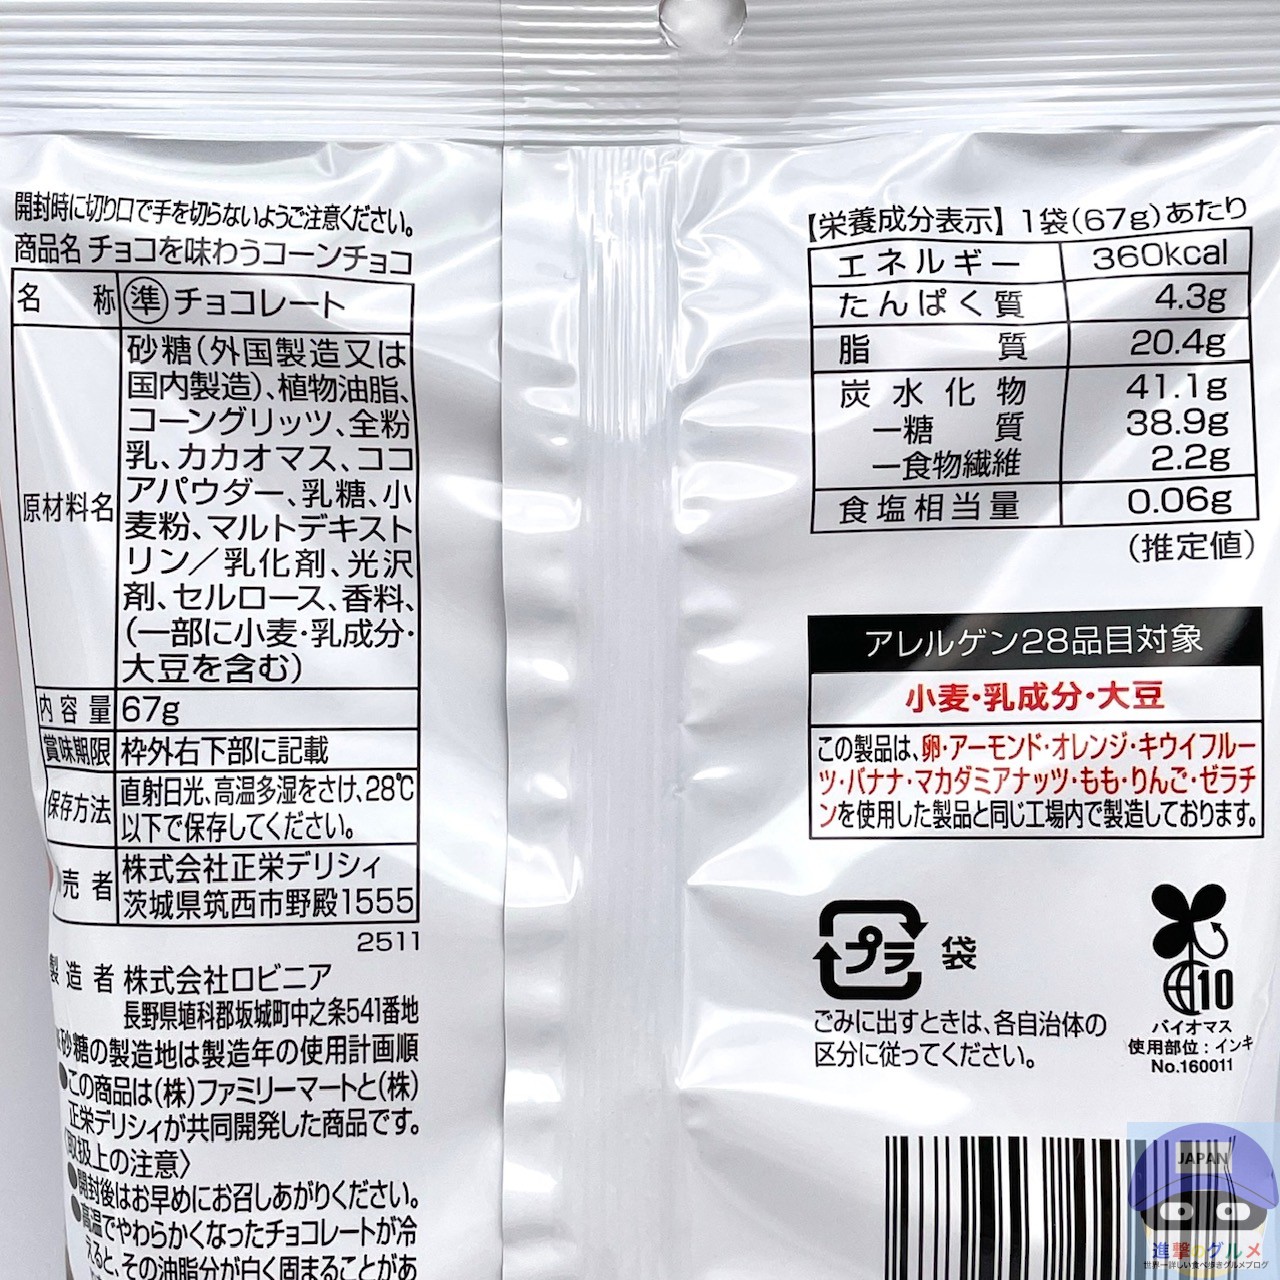 開封時に切り口で手を切らないようご注意ください。
商品名 チョコを味わうコーンチョコ
名称 ㊜チョコレート
原材料名
砂糖(外国製造又は
国内製造)、植物油脂、
コーングリッツ、全粉
乳、カカオマス、ココ
アパウダー、乳糖、小
麦粉、マルトデキスト
リン/乳化剤、光沢
剤、セルロース、香料、
(一部に小麦・乳成分・
大豆を含む)
内容量 67g
賞味期限 枠外右下部に記載
保存方法
直射日光、高温多湿をさけ、28℃
以下で保存してください。
売者
株式会社正栄デリシィ
茨城県筑西市野殿1555
2511
製造者 株式会社ロビニア
長野県埴科郡坂城町中之条541番地
砂糖の製造地は製造年の使用計画順
●この商品は(株)ファミリーマートと(株)
正栄デリシィが共同開発した商品です。
〈取扱上の注意〉
●開封後はお早めにお召しあがりください。
●高温でやわらかくなったチョコレートが冷
えると、その油脂分が白く固まることがあ
【栄養成分表示】1袋(67g)あたり
エネルギー 360kcal
たんぱく質 4.3g
脂質 20.4g
炭水化物 41.1g
―糖質 38.9g
―食物繊維 2.2g
食塩相当量 0.06g
(推定値)
アレルゲン28品目対象
小麦・乳成分・大豆
この製品は、卵・アーモンド・オレンジ・キウイフルー
ツ・バナナ・マカダミアナッツ・もも・りんご・ゼラチ
ンを使用した製品と同じ工場内で製造しております。
プラ 袋
ごみに出すときは、各自治体の
区分に従ってください。
10
バイオマス
使用部位:インキ
No.160011
JAPAN
進撃のグルメ
世界一詳しい食べ歩きグルメブログ